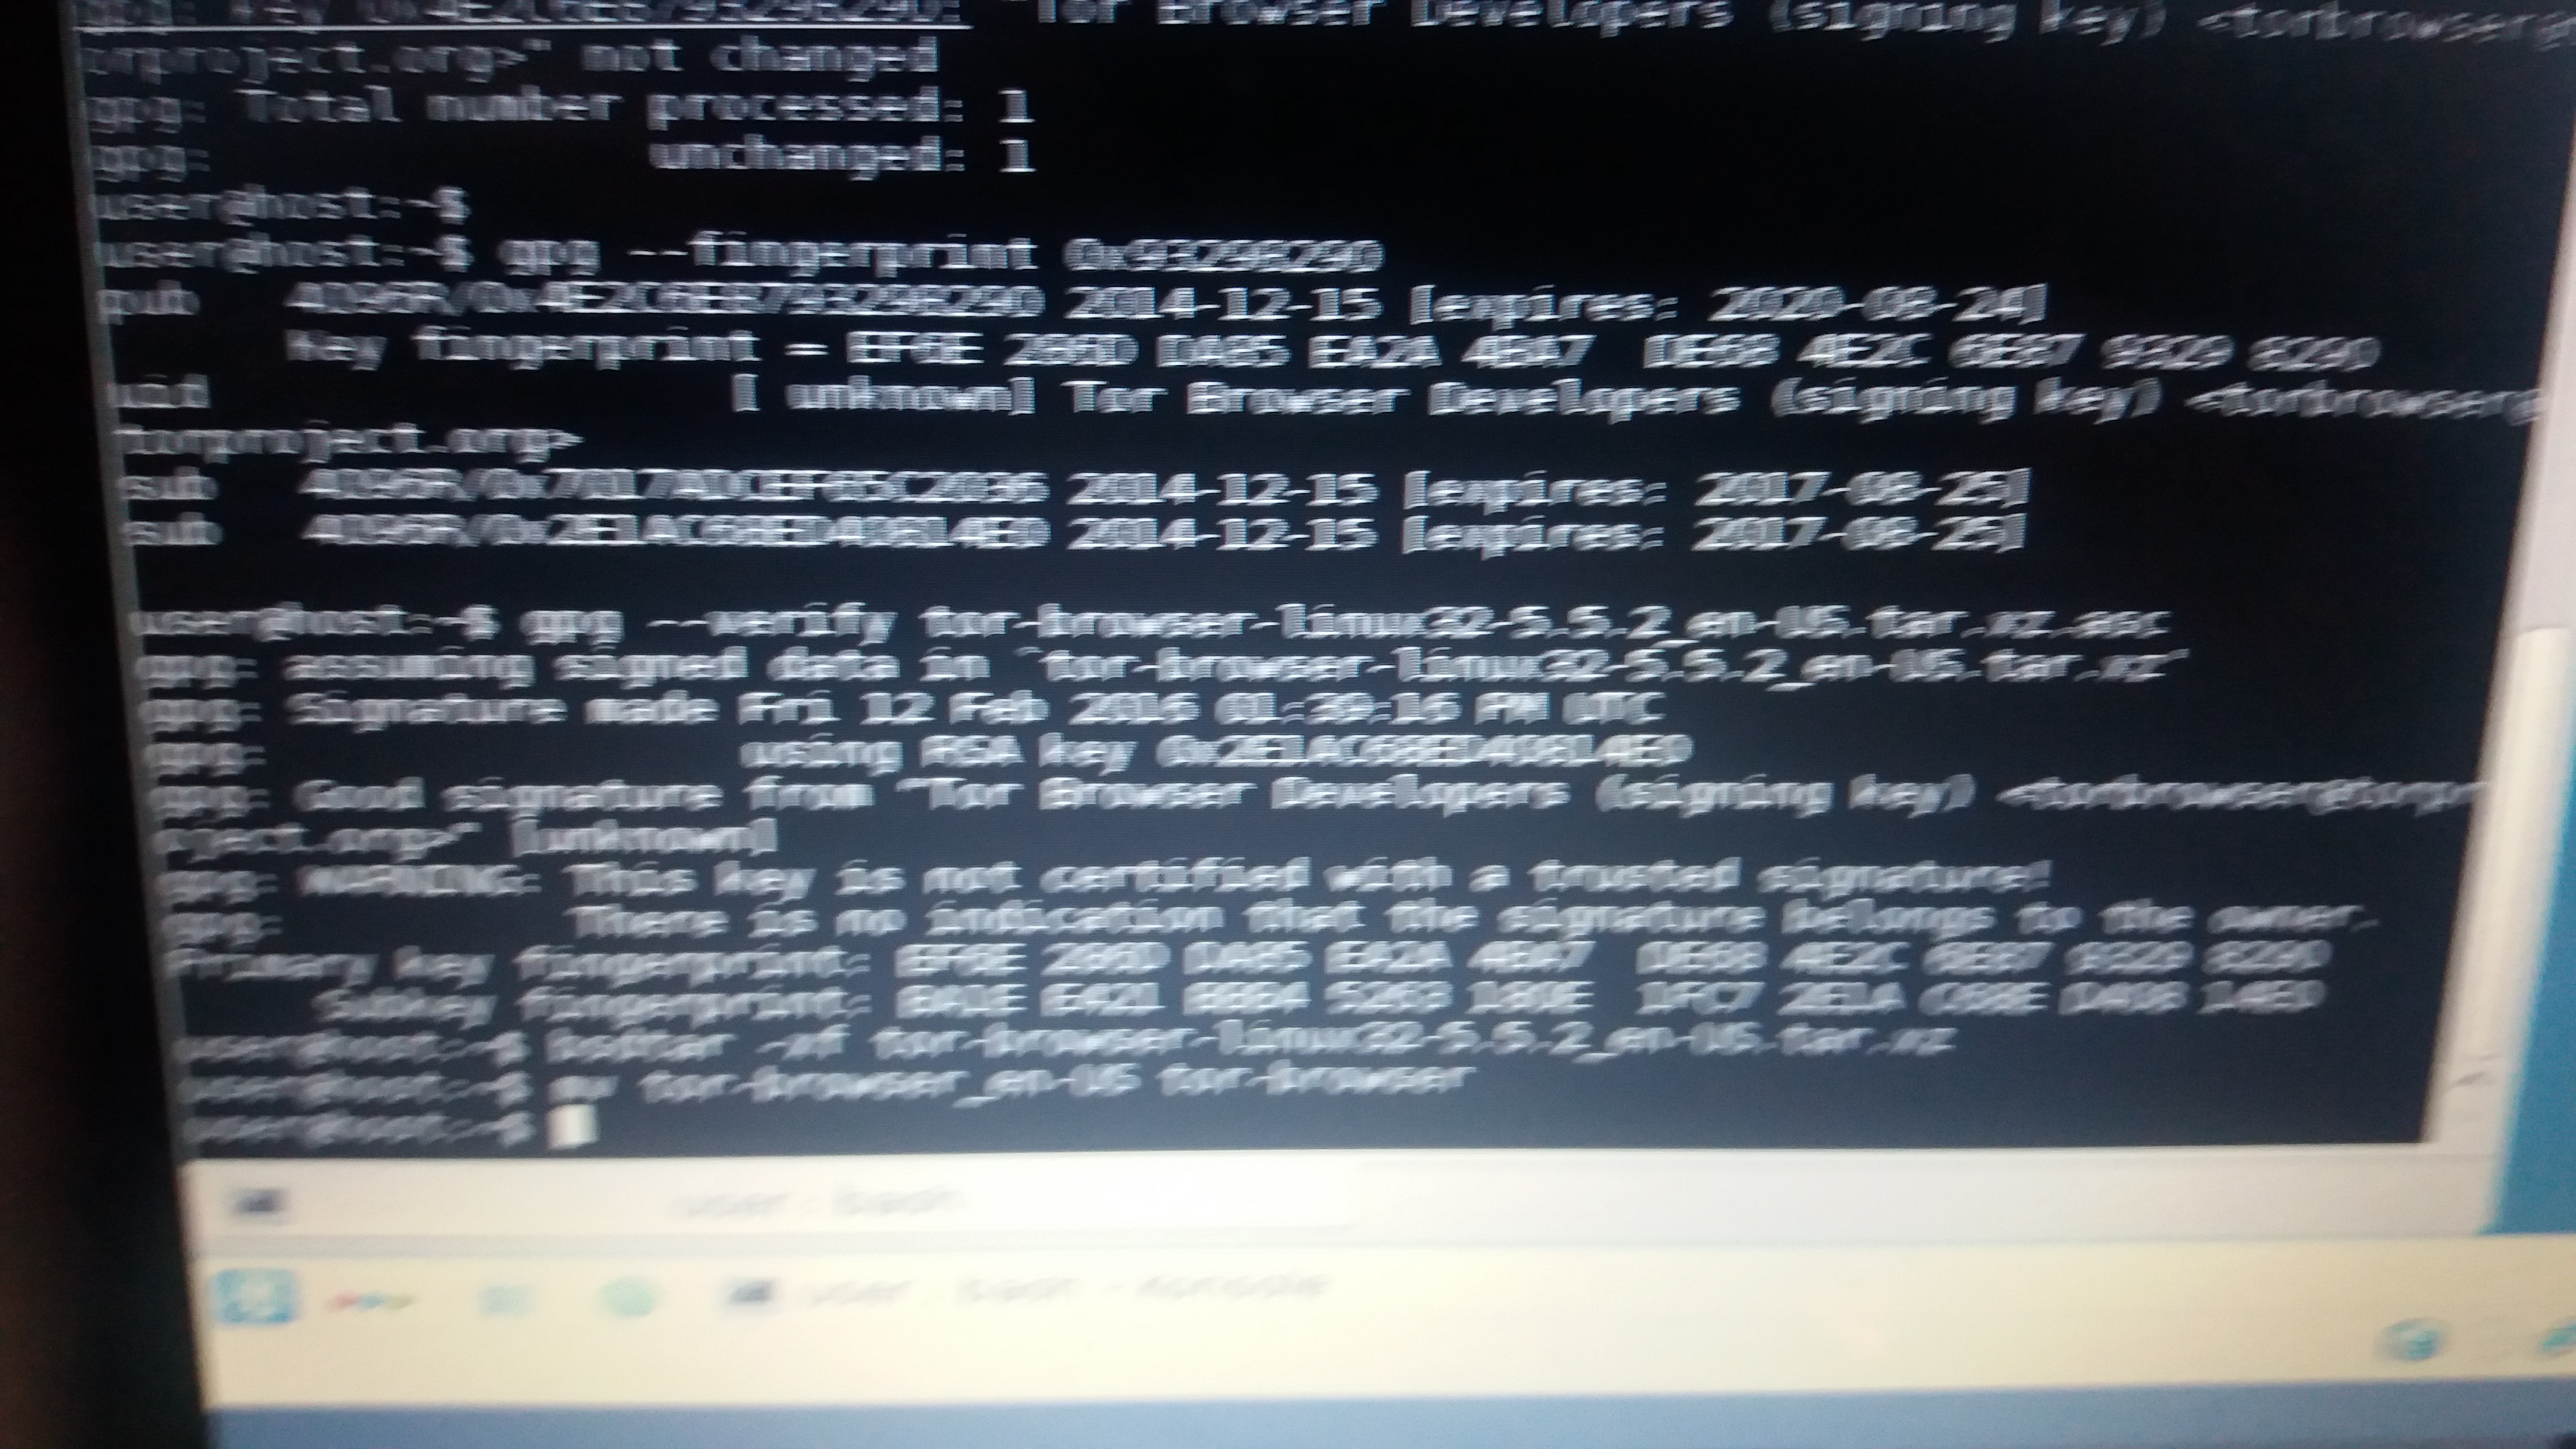 gpg: key 0x4E2C6E8793298290: "Tor Browser Developers (signing key) <torbrowser@
orproject.org>" not changed
gpg: Total number processed: 1
gpg: unchanged: 1
user@host:~$
user@host:~$ gpg --fingerprint 0x93298290
pub 4096R/0x4E2C6E8793298290 2014-12-15 [expires: 2020-08-24]
Key fingerprint = EF6E 286D DA85 EA2A 4BA7 DE68 4E2C 6E87 9329 8290
uid [ unknown] Tor Browser Developers (signing key) <torbrowser@
torproject.org>
sub 4096R/0x7017ADCEF65C2036 2014-12-15 [expires: 2017-08-25]
sub 4096R/0x2E1AC68ED40814E0 2014-12-15 [expires: 2017-08-25]
user@host:~$ gpg --verify tor-browser-linux32-5.5.2_en-US.tar.xz.asc
gpg: assuming signed data in `tor-browser-linux32-5.5.2_en-US.tar.xz'
gpg: Signature made Fri 12 Feb 2016 01:39:16 PM UTC
gpg: using RSA key 0x2E1AC68ED40814E0
gpg: Good signature from "Tor Browser Developers (signing key) <torbrowser@torpr
oject.org>" [unknown]
gpg: WARNING: This key is not certified with a trusted signature!
gpg: There is no indication that the signature belongs to the owner.
Primary key fingerprint: EF6E 286D DA85 EA2A 4BA7 DE68 4E2C 6E87 9329 8290
Subkey fingerprint: BA1E E421 BBB4 5263 180E 1FC7 2E1A C68E D408 14E0
user@host:~$ bsdtar -xf tor-browser-linux32-5.5.2_en-US.tar.xz
user@host:~$ mv tor-browser_en-US tor-browser
user@host:~$
user : bash
user : bash - Konsole